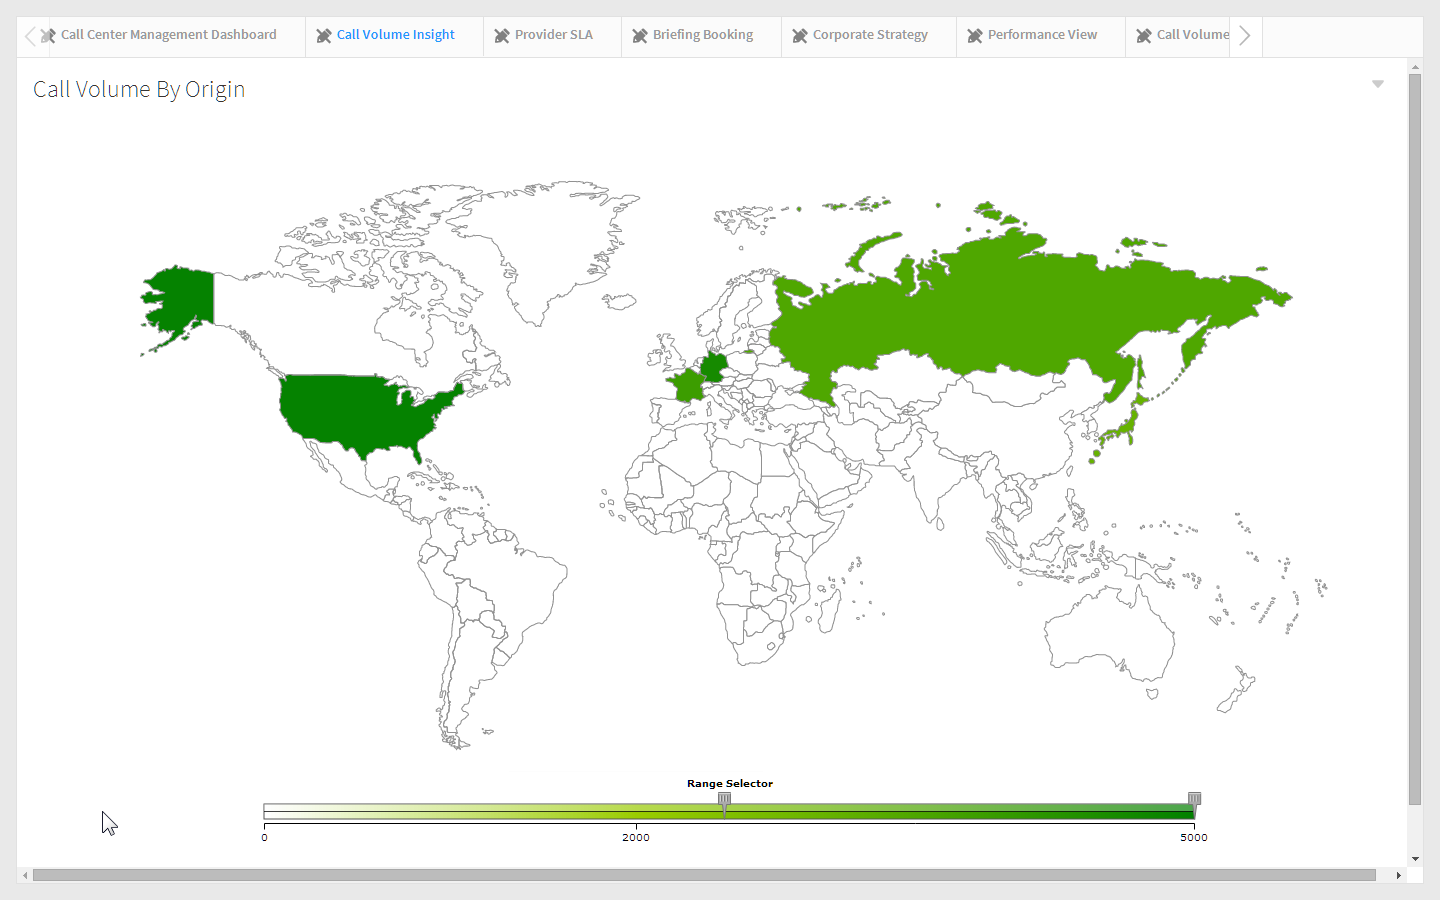 Call Center Management Dashboard
Call Volume Insight
Provider SLA
Briefing Booking
Corporate Strategy
Performance View
Call Volume
Call Volume By Origin
Range Selector
0
2000
5000